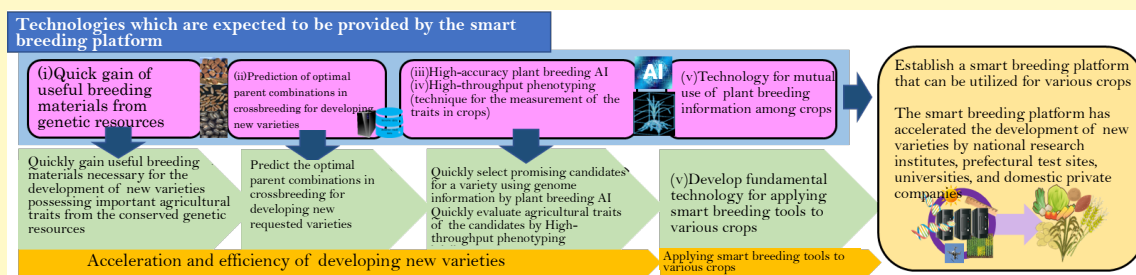 Technologies which are expected to be provided by the smart
breeding platform
(i)Quick gain of
useful breeding
materials from
genetic resources
(ii)Prediction of optimal
parent combinations in
crossbreeding for developing
new varieties
(iii)High-accuracy plant breeding AI
(iv)High-throughput phenotyping
(technique for the measurement of the
traits in crops)
AI
(v)Technology for mutual
use of plant breeding
information among crops
Quickly gain useful breeding
materials necessary for the
development of new varieties
possessing important agricultural
traits from the conserved genetic
resources
Predict the optimal
parent combinations in
crossbreeding for
developing new
requested varieties
Quickly select promising candidates
for a variety using genome
information by plant breeding AI
Quickly evaluate agricultural traits
of the candidates by High-
throughput phenotyping
(v)Develop fundamental
technology for applying
smart breeding tools to
various crops
Acceleration and efficiency of developing new varieties
Applying smart breeding tools to
various crops
Establish a smart breeding platform
that can be utilized for various crops
The smart breeding platform has
accelerated the development of new
varieties by national research
institutes, prefectural test sites,
universities, and domestic private
companies